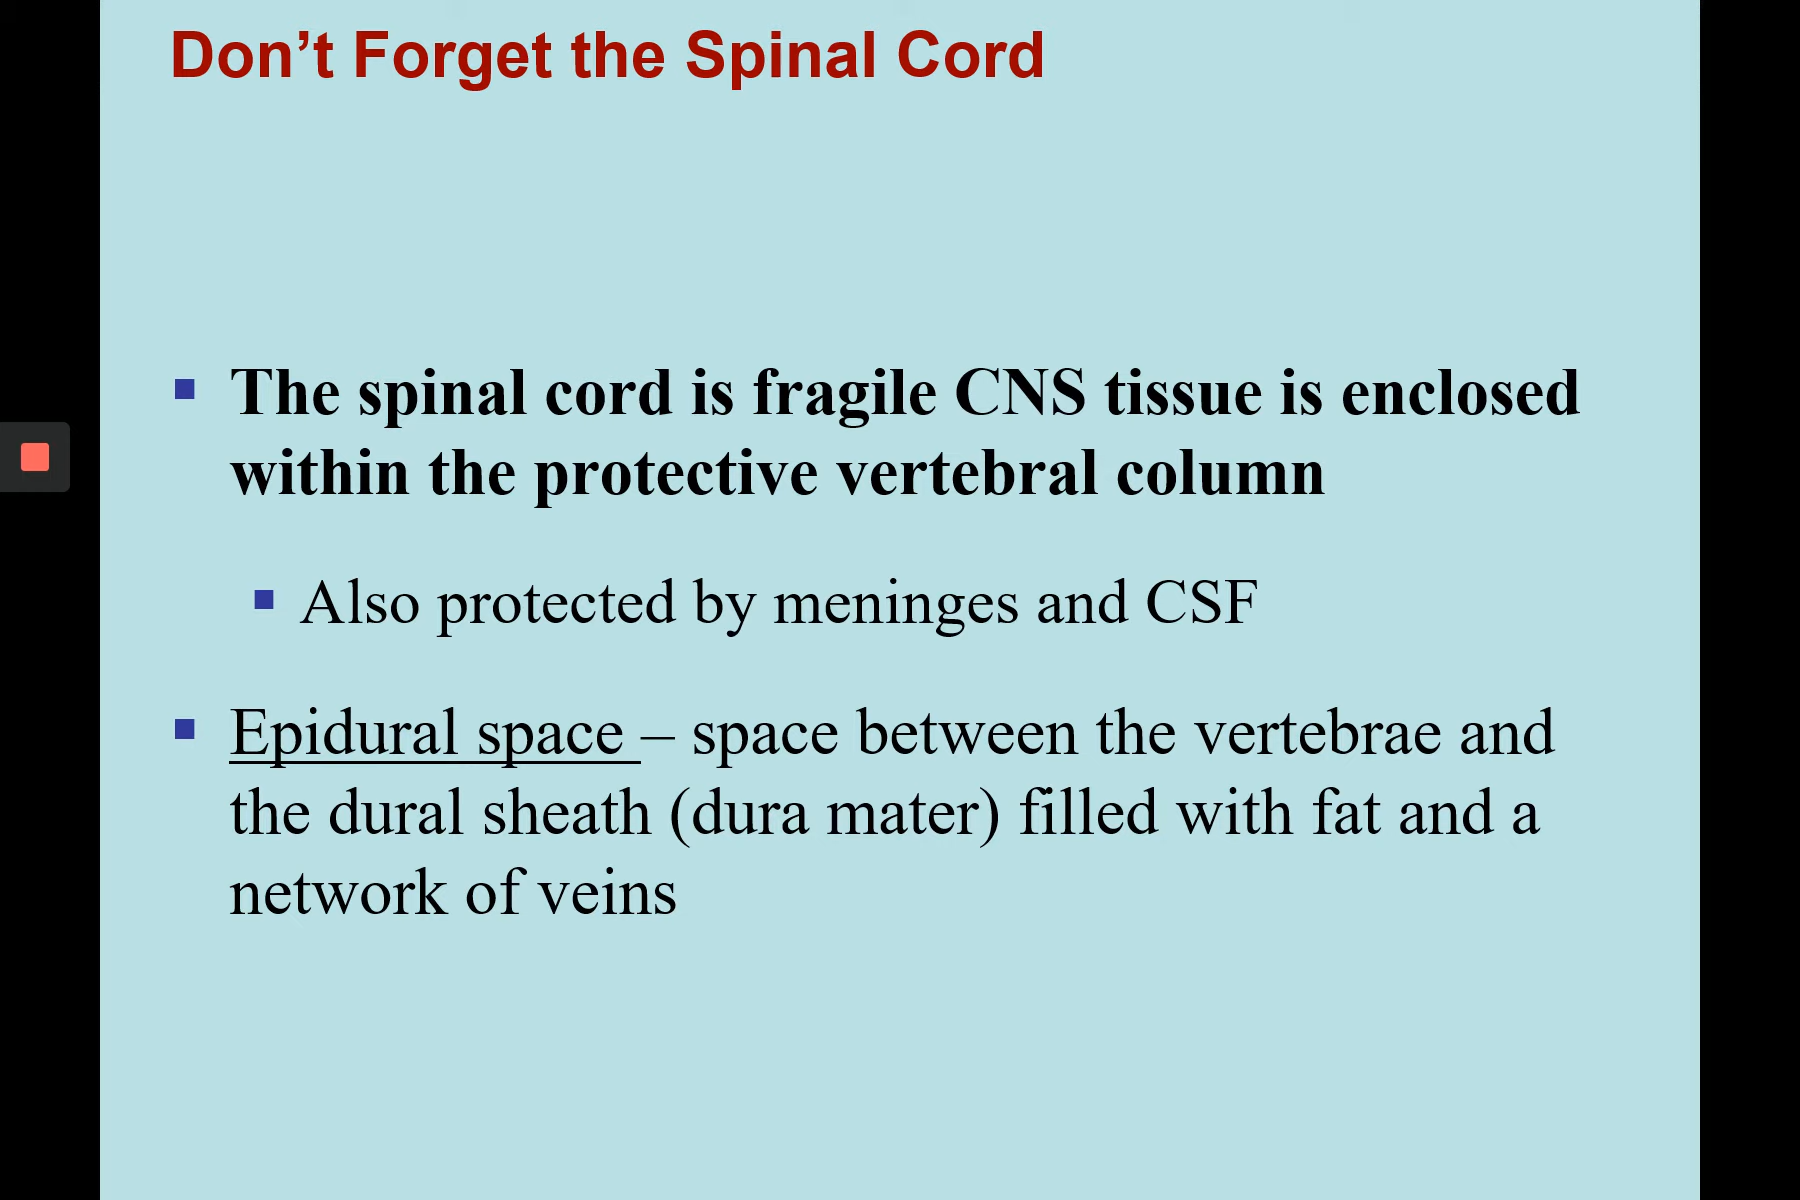 Don’t Forget the Spinal Cord
The spinal cord is fragile CNS tissue is enclosed
within the protective vertebral column
Also protected by meninges and CSF
Epidural space – space between the vertebrae and
the dural sheath (dura mater) filled with fat and a
network of veins